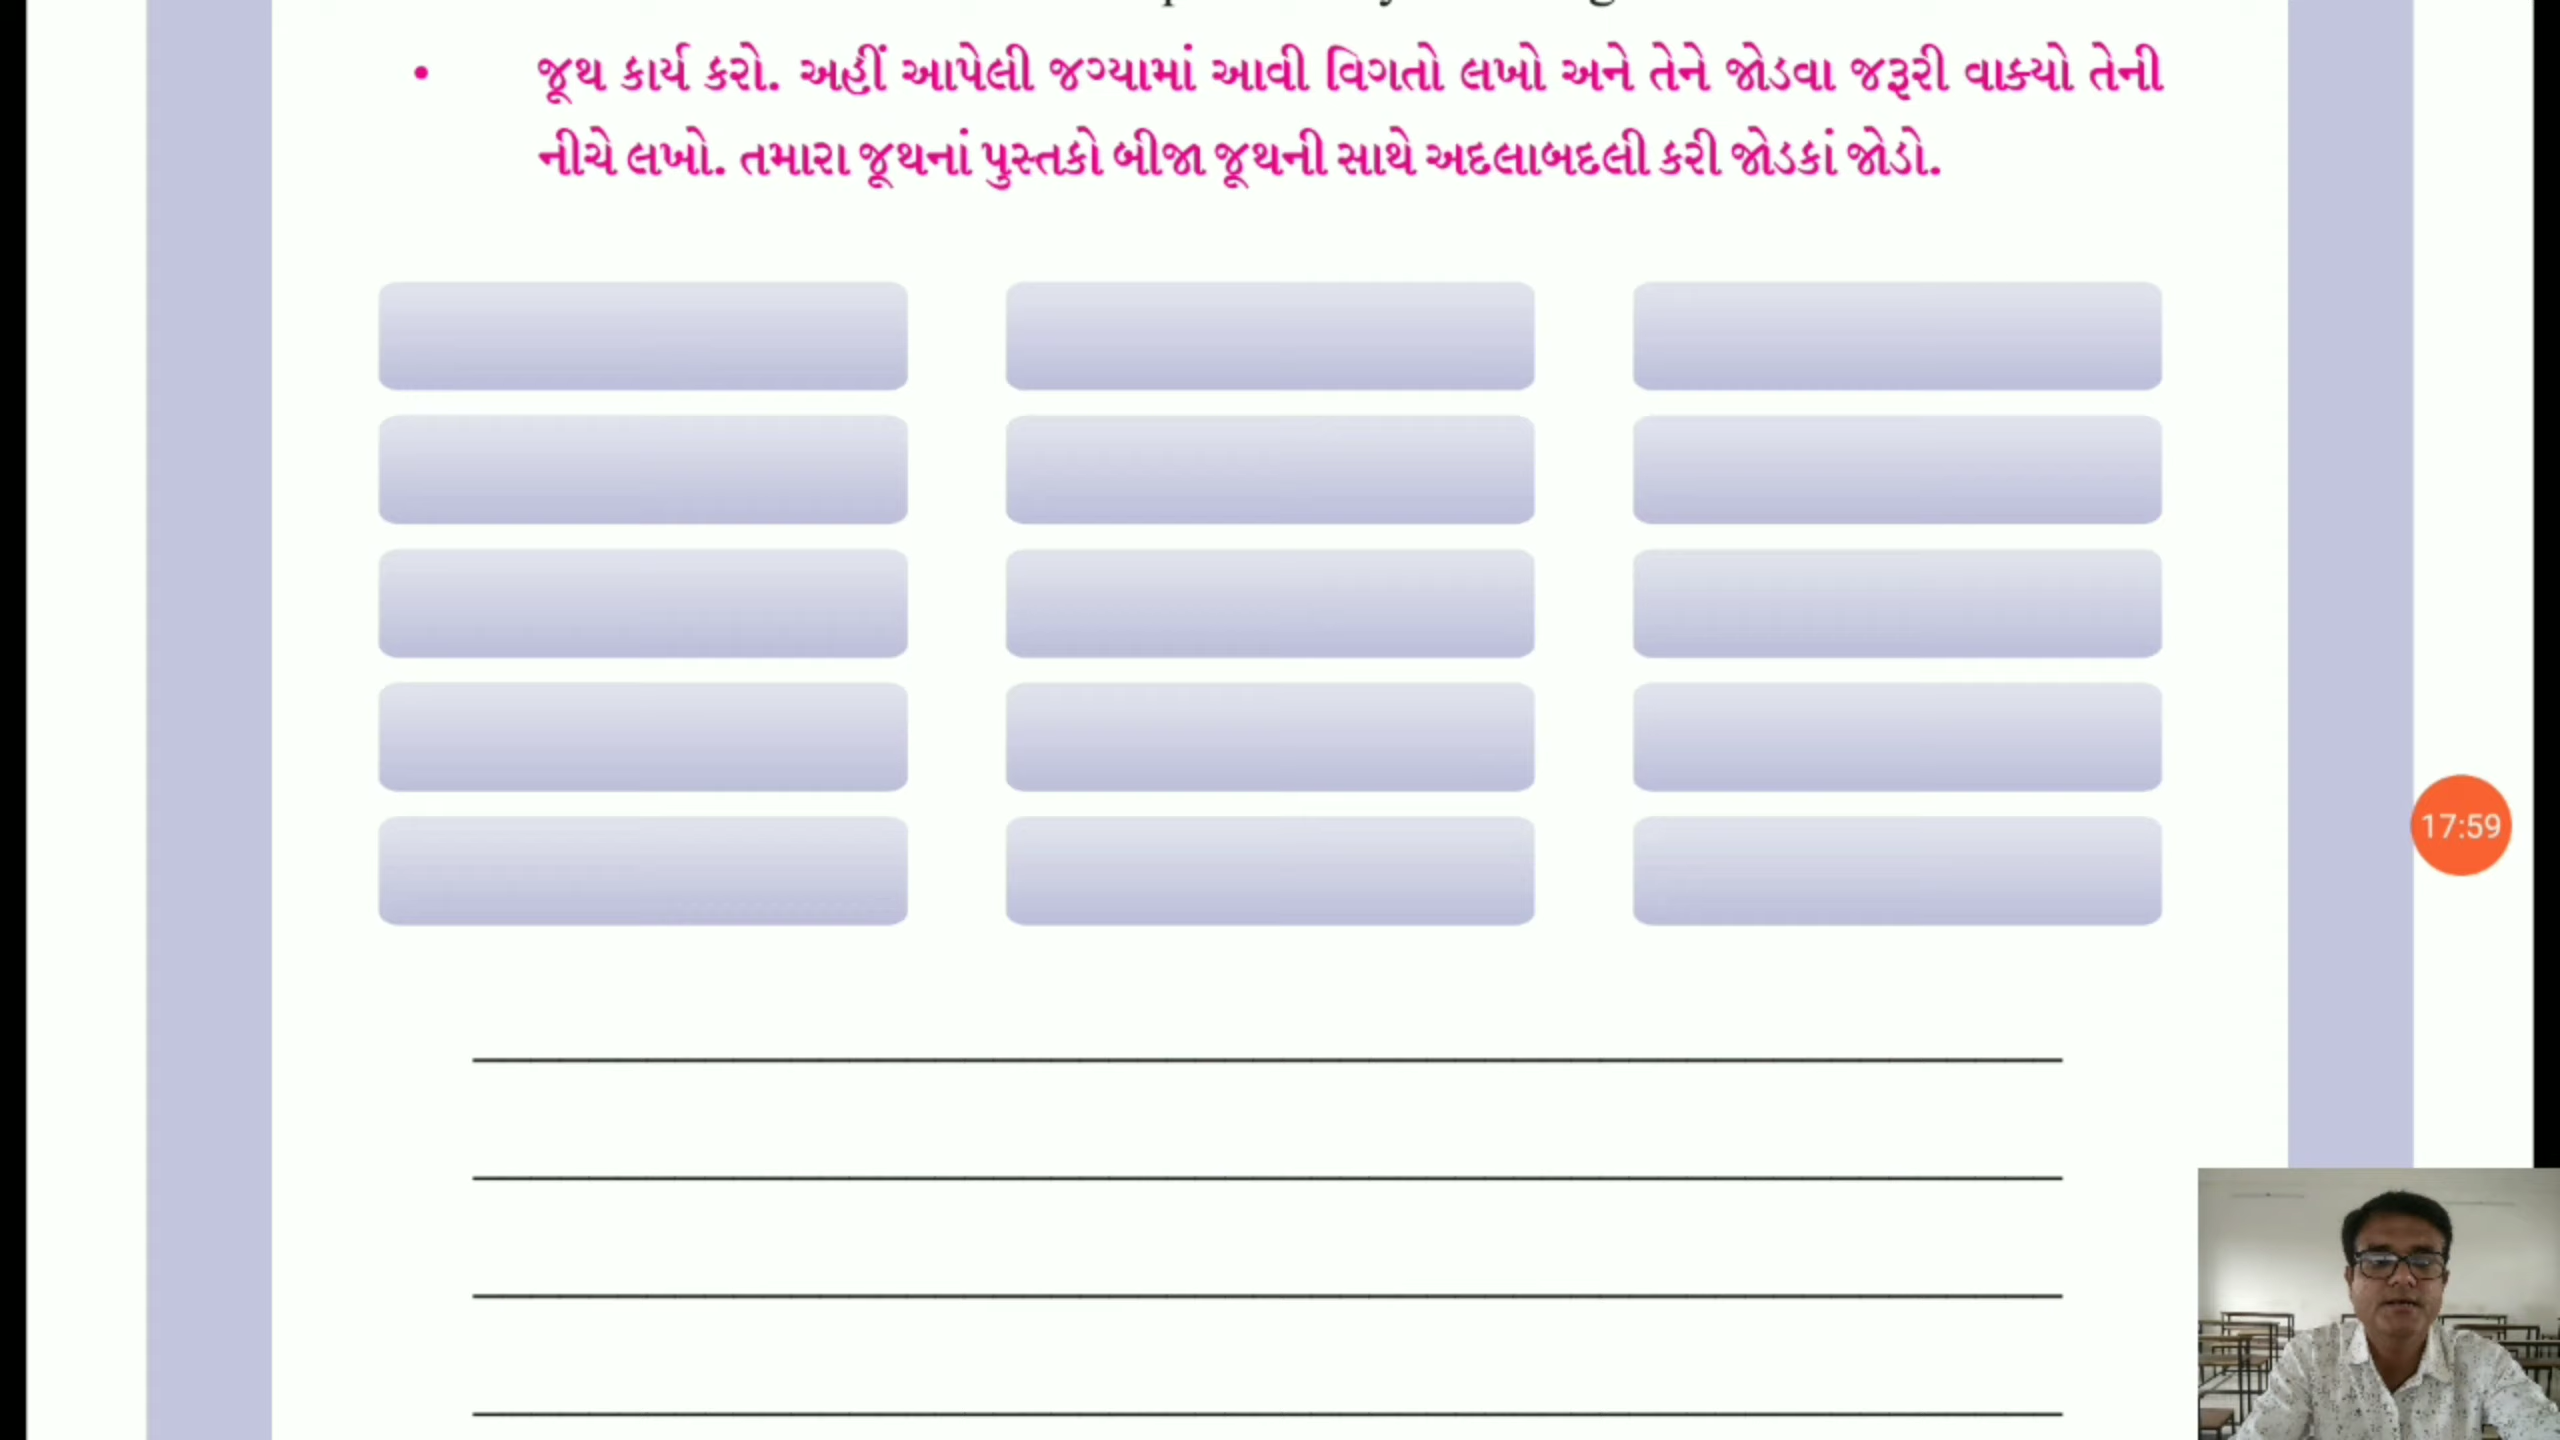 • જૂથ કાર્ય કરો. અહીં આપેલી જગ્યામાં આવી વિગતો લખો અને તેને જોડવા જરૂરી વાક્યો તેની
નીચે લખો. તમારા જૂથનાં પુસ્તકો બીજા જૂથની સાથે અદલાબદલી કરી જોડકાં જોડો.
17:59